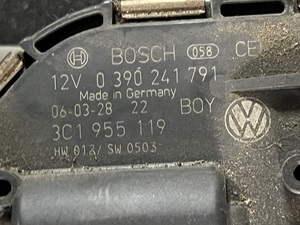 BOSCH 058 CE
12V 0 390 241 791
Made in Germany
06-03-28 22 BOY
3C1 955 119
HW 012/ SW 0503